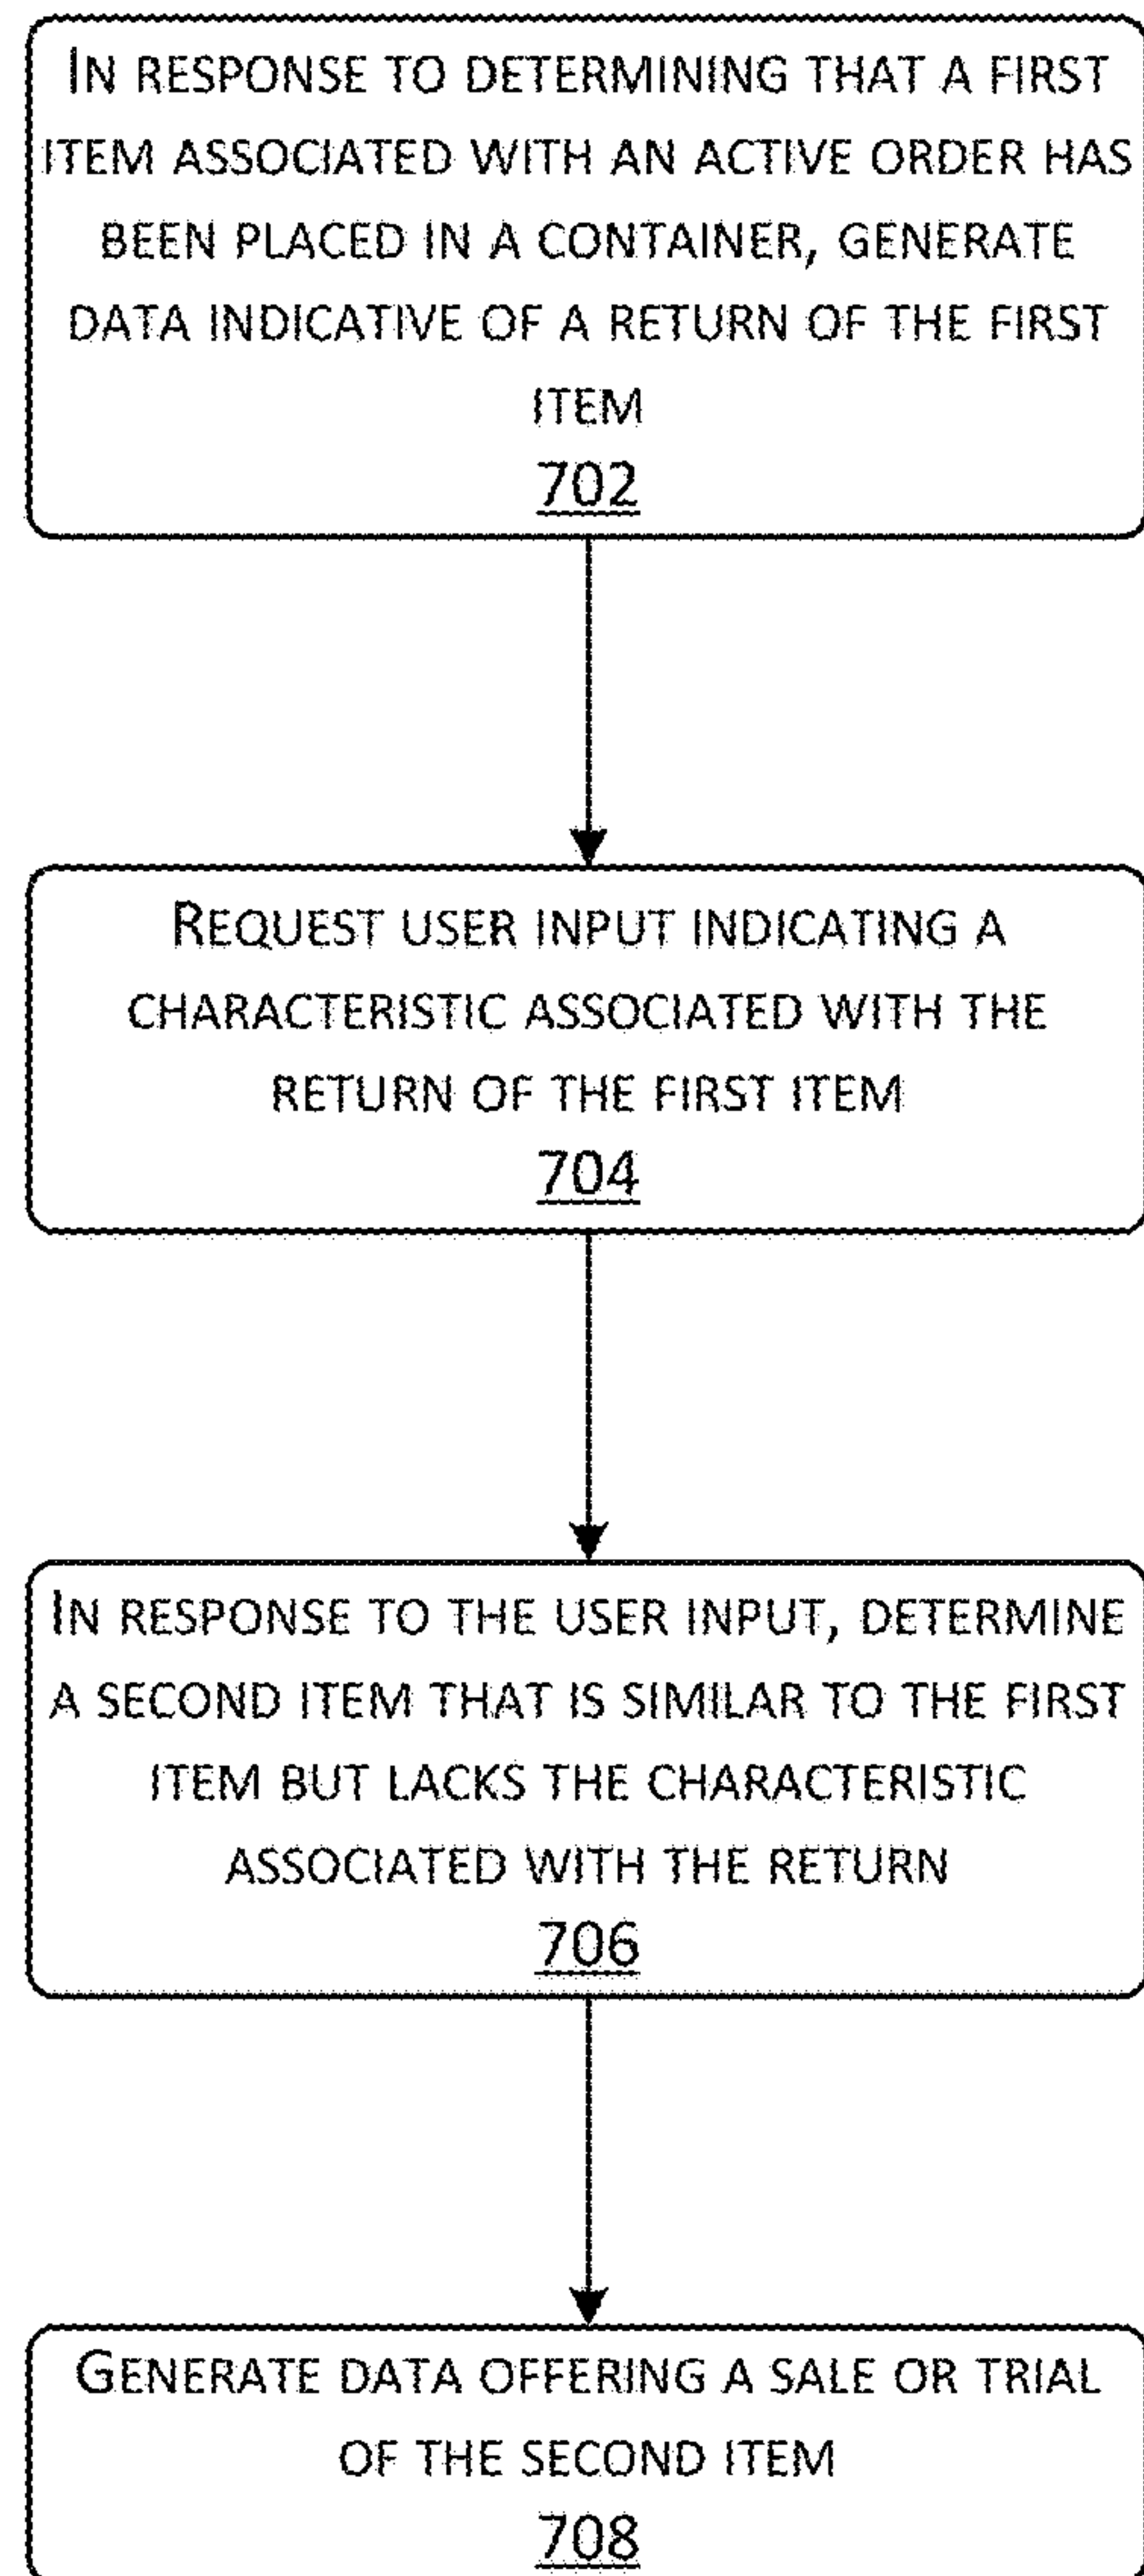 IN RESPONSE TO DETERMINING THAT A FIRST
ITEM ASSOCIATED WITH AN ACTIVE ORDER HAS
BEEN PLACED IN A CONTAINER, GENERATE
DATA INDICATIVE OF A RETURN OF THE FIRST
ITEM
702
REQUEST USER INPUT INDICATING A
CHARACTERISTIC ASSOCIATED WITH THE
RETURN OF THE FIRST ITEM
704
IN RESPONSE TO THE USER INPUT, DETERMINE
A SECOND ITEM THAT IS SIMILAR TO THE FIRST
ITEM BUT LACKS THE CHARACTERISTIC
ASSOCIATED WITH THE RETURN
706
GENERATE DATA OFFERING A SALE OR TRIAL
OF THE SECOND ITEM
708